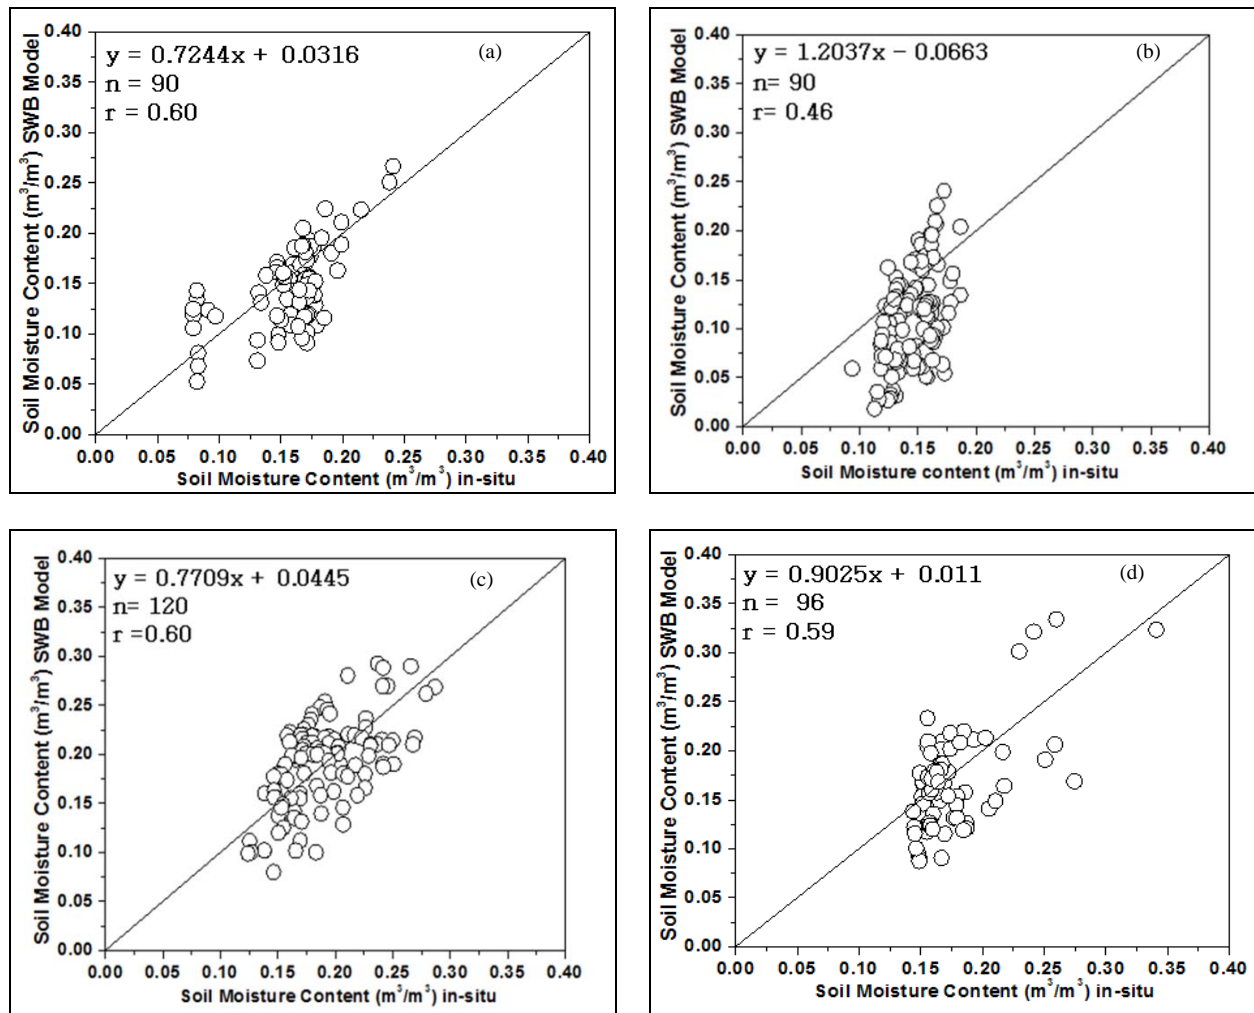 Soil Moisture Content (m³/m³) SWB Model
0.40
0.35
0.30
0.25
0.20
0.15
0.10
0.05
0.00
y = 0.7244x + 0.0316
n = 90
r = 0.60
(a)
0.00 0.05 0.10 0.15 0.20 0.25 0.30 0.35 0.40
Soil Moisture Content (m³/m³) in-situ
Soil Moisture Content (m³/m³) SWB Model
0.40
0.35
0.30
0.25
0.20
0.15
0.10
0.05
0.00
y = 1.2037x − 0.0663
n= 90
r= 0.46
(b)
0.00 0.05 0.10 0.15 0.20 0.25 0.30 0.35 0.40
Soil Moisture content (m³/m³) in-situ
Soil Moisture Content (m³/m³) SWB Model
0.40
0.35
0.30
0.25
0.20
0.15
0.10
0.05
0.00
y = 0.7709x + 0.0445
n= 120
r =0.60
(c)
0.00 0.05 0.10 0.15 0.20 0.25 0.30 0.35 0.40
Soil Moisture Content (m³/m³) in-situ
Soil Moisture Content (m³/m³) SWB Model
0.40
0.35
0.30
0.25
0.20
0.15
0.10
0.05
0.00
y = 0.9025x + 0.011
n = 96
r = 0.59
(d)
0.00 0.05 0.10 0.15 0.20 0.25 0.30 0.35 0.40
Soil Moisture Content (m³/m³) in-situ